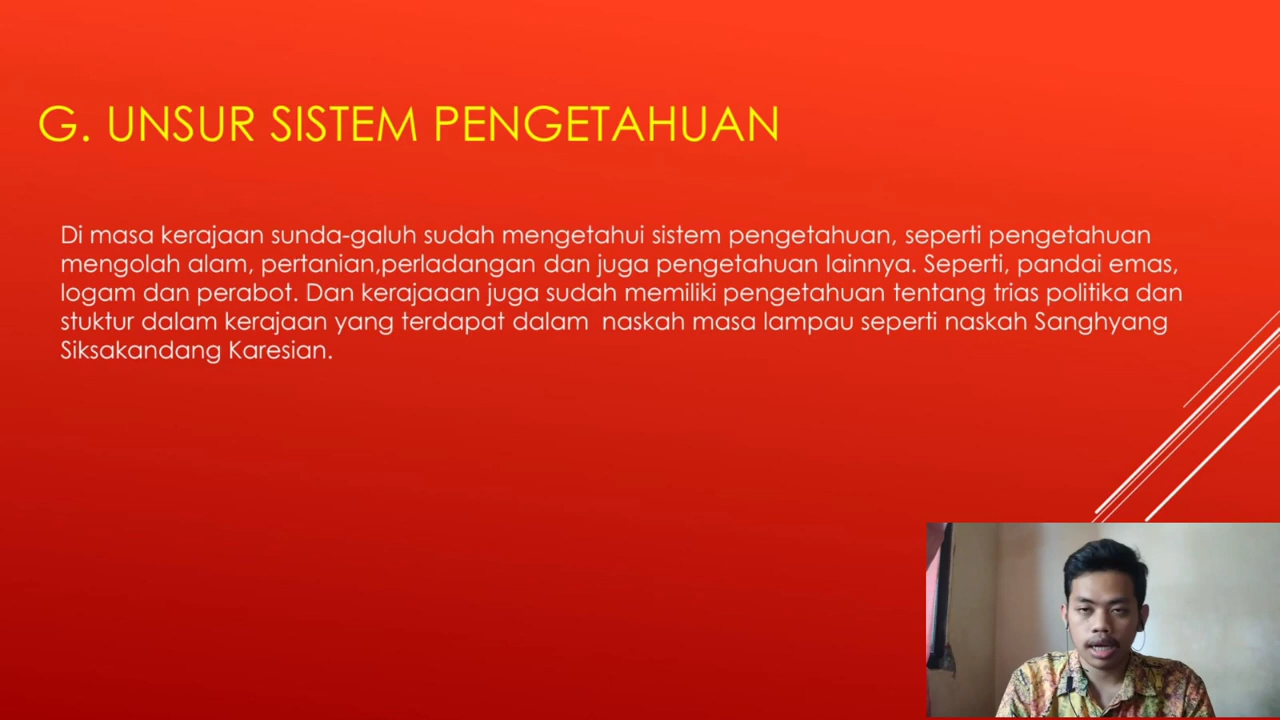 G. UNSUR SISTEM PENGETAHUAN
Di masa kerajaan sunda-galuh sudah mengetahui sistem pengetahuan, seperti pengetahuan
mengolah alam, pertanian,perladangan dan juga pengetahuan lainnya. Seperti, pandai emas,
logam dan perabot. Dan kerajaaan juga sudah memiliki pengetahuan tentang trias politika dan
stuktur dalam kerajaan yang terdapat dalam  naskah masa lampau seperti naskah Sanghyang
Siksakandang Karesian.